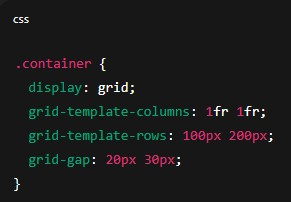 css
.container {
display: grid;
grid-template-columns: 1fr 1fr;
grid-template-rows: 100px 200px;
grid-gap: 20px 30px;
}